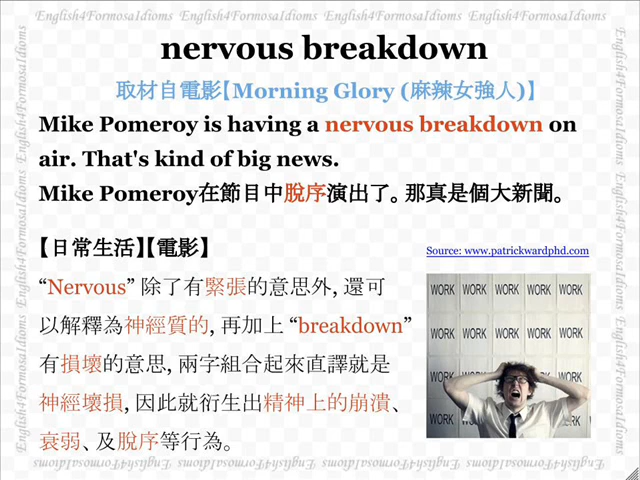 English4FormosaIdioms English4FormosaIdioms English4FormosaIdioms English4FormosaIdioms
nervous breakdown
取材自電影【Morning Glory (麻辣女強人)】
Mike Pomeroy is having a nervous breakdown on
air. That's kind of big news.
Mike Pomeroy在節目中脫序演出了。那真是個大新聞。
【日常生活】【電影】
Source: www.patrickwardphd.com
“Nervous” 除了有緊張的意思外, 還可
以解釋為神經質的, 再加上 “breakdown”
有損壞的意思, 兩字組合起來直譯就是
神經壞損, 因此就衍生出精神上的崩潰、
衰弱、及脫序等行為。
WORK WORK WORK WORK WORK
WORK WORK WORK WORK WORK
WORK WORK WORK
WORK WORK
English4FormosaIdioms English4FormosaIdioms English4FormosaIdioms English4FormosaIdioms